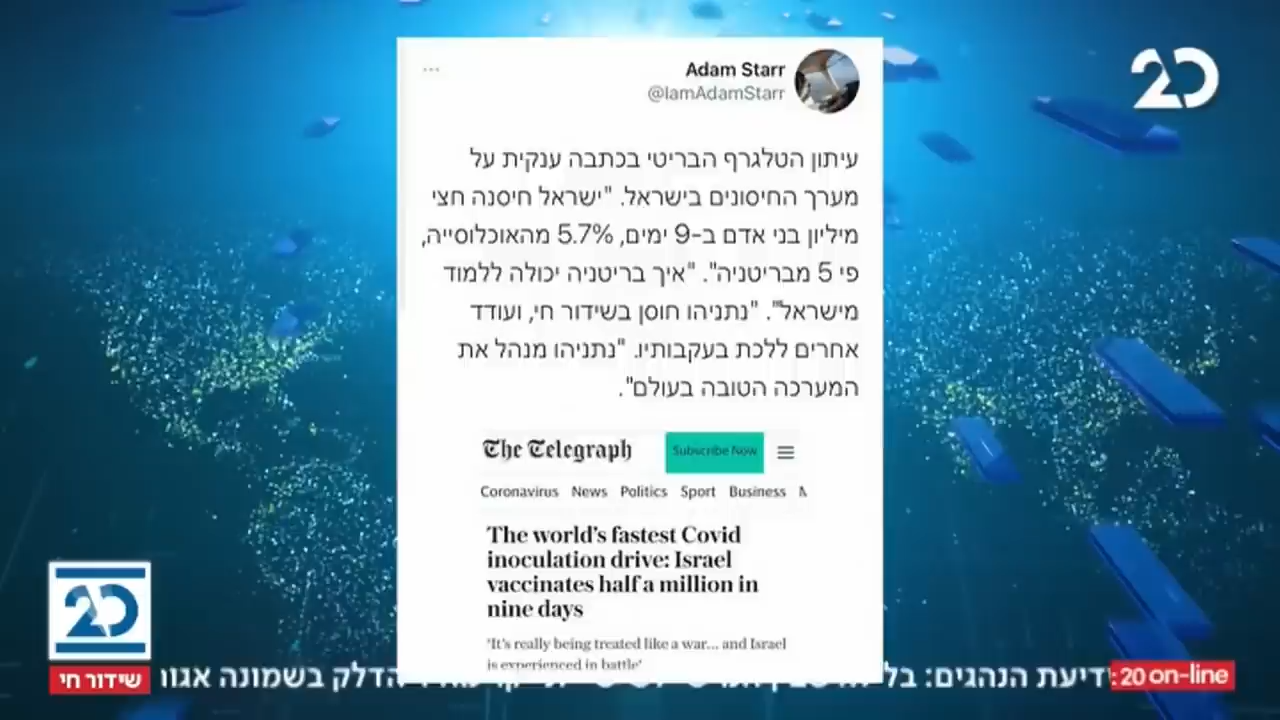 20
Adam Starr
@IamAdamStarr
עיתון הטלגרף הבריטי בכתבה ענקית על
מערך החיסונים בישראל. "ישראל חיסנה חצי
מיליון בני אדם ב-9 ימים, 5.7% מהאוכלוסייה,
פי 5 מבריטניה". "איך בריטניה יכולה ללמוד
מישראל". "נתניהו חוסן בשידור חי, ועודד
אחרים ללכת בעקבותיו. "נתניהו מנהל את
המערכה הטובה בעולם".
The Telegraph
Subscribe Now
Coronavirus News Politics Sport Business
The world's fastest Covid
inoculation drive: Israel
vaccinates half a million in
nine days
'It's really being treated like a war... and Israel
is experienced in battle'
20
שידור חי
20 on-line
ידיעת הנהגים: הדלק בשמונה